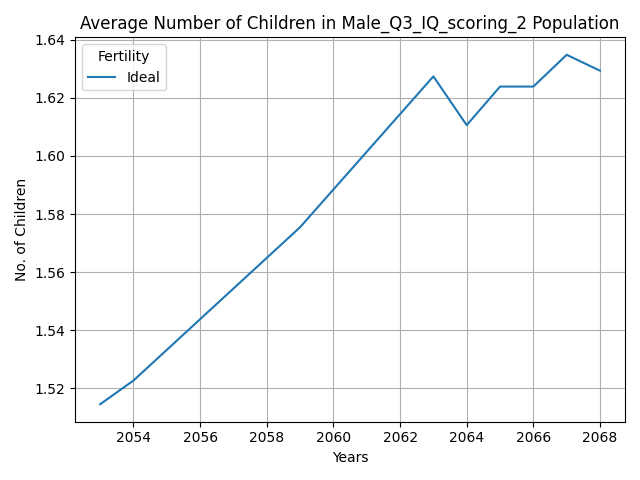 Average Number of Children in Male_Q3_IQ_scoring_2 Population
Fertility
Ideal
No. of Children
1.64
1.62
1.60
1.58
1.56
1.54
1.52
2054 2056 2058 2060 2062 2064 2066 2068
Years